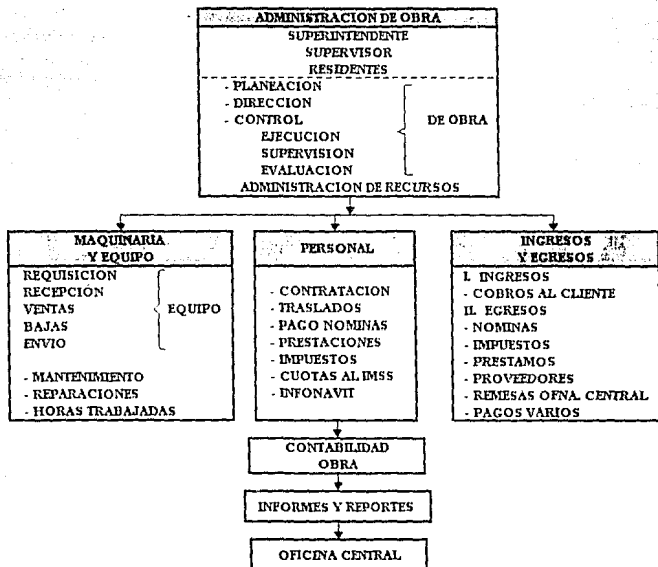 ADMINISTRACION DE OBRA
SUPERINTENDENTE
SUPERVISOR
RESIDENTES
- PLANEACION
- DIRECCION
- CONTROL
EJECUCION
SUPERVISION
EVALUACION
DE OBRA
ADMINISTRACION DE RECURSOS
MAQUINARIA
Y EQUIPO
REQUISICION
RECEPCIÓN
VENTAS
BAJAS
ENVIO
EQUIPO
- MANTENIMIENTO
- REPARACIONES
- HORAS TRABAJADAS
PERSONAL
- CONTRATACION
- TRASLADOS
- PAGO NOMINAS
- PRESTACIONES
- IMPUESTOS
- CUOTAS AL IMSS
- INFONAVIT
INGRESOS
Y EGRESOS
I. INGRESOS
- COBROS AL CLIENTE
II. EGRESOS
- NOMINAS
- IMPUESTOS
- PRESTAMOS
- PROVEEDORES
- REMESAS OFNA. CENTRAL
- PAGOS VARIOS
CONTABILIDAD
OBRA
INFORMES Y REPORTES
OFICINA CENTRAL